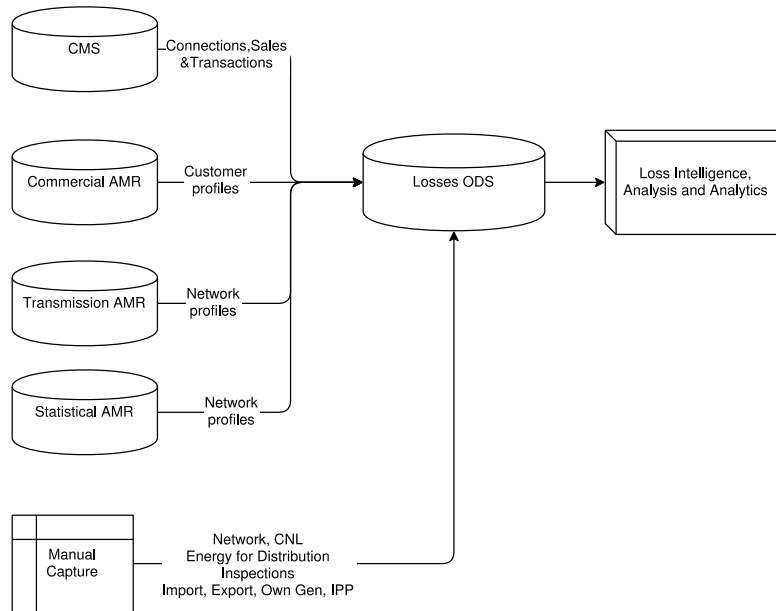 CMS
Connections,Sales
&Transactions
Commercial AMR
Customer
profiles
Losses ODS
Loss Intelligence,
Analysis and Analytics
Transmission AMR
Network
profiles
Statistical AMR
Network
profiles
Manual
Capture
Network, CNL
Energy for Distribution
Inspections
Import, Export, Own Gen, IPP